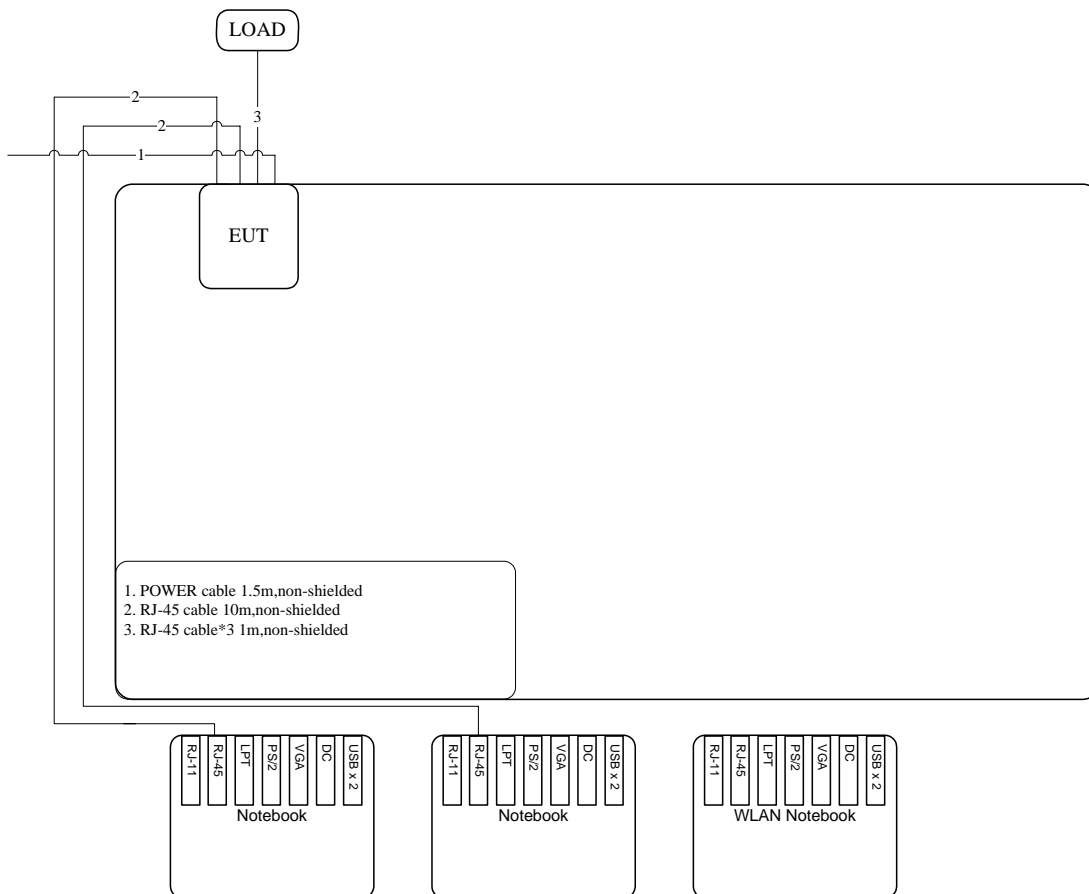 LOAD
2
2
3
1
EUT
1. POWER cable 1.5m,non-shielded
2. RJ-45 cable 10m,non-shielded
3. RJ-45 cable*3 1m,non-shielded
RJ-11
RJ-45
LPT
PS/2
VGA
DC
USB x 2
Notebook
RJ-11
RJ-45
LPT
PS/2
VGA
DC
USB x 2
Notebook
RJ-11
RJ-45
LPT
PS/2
VGA
DC
USB x 2
WLAN Notebook